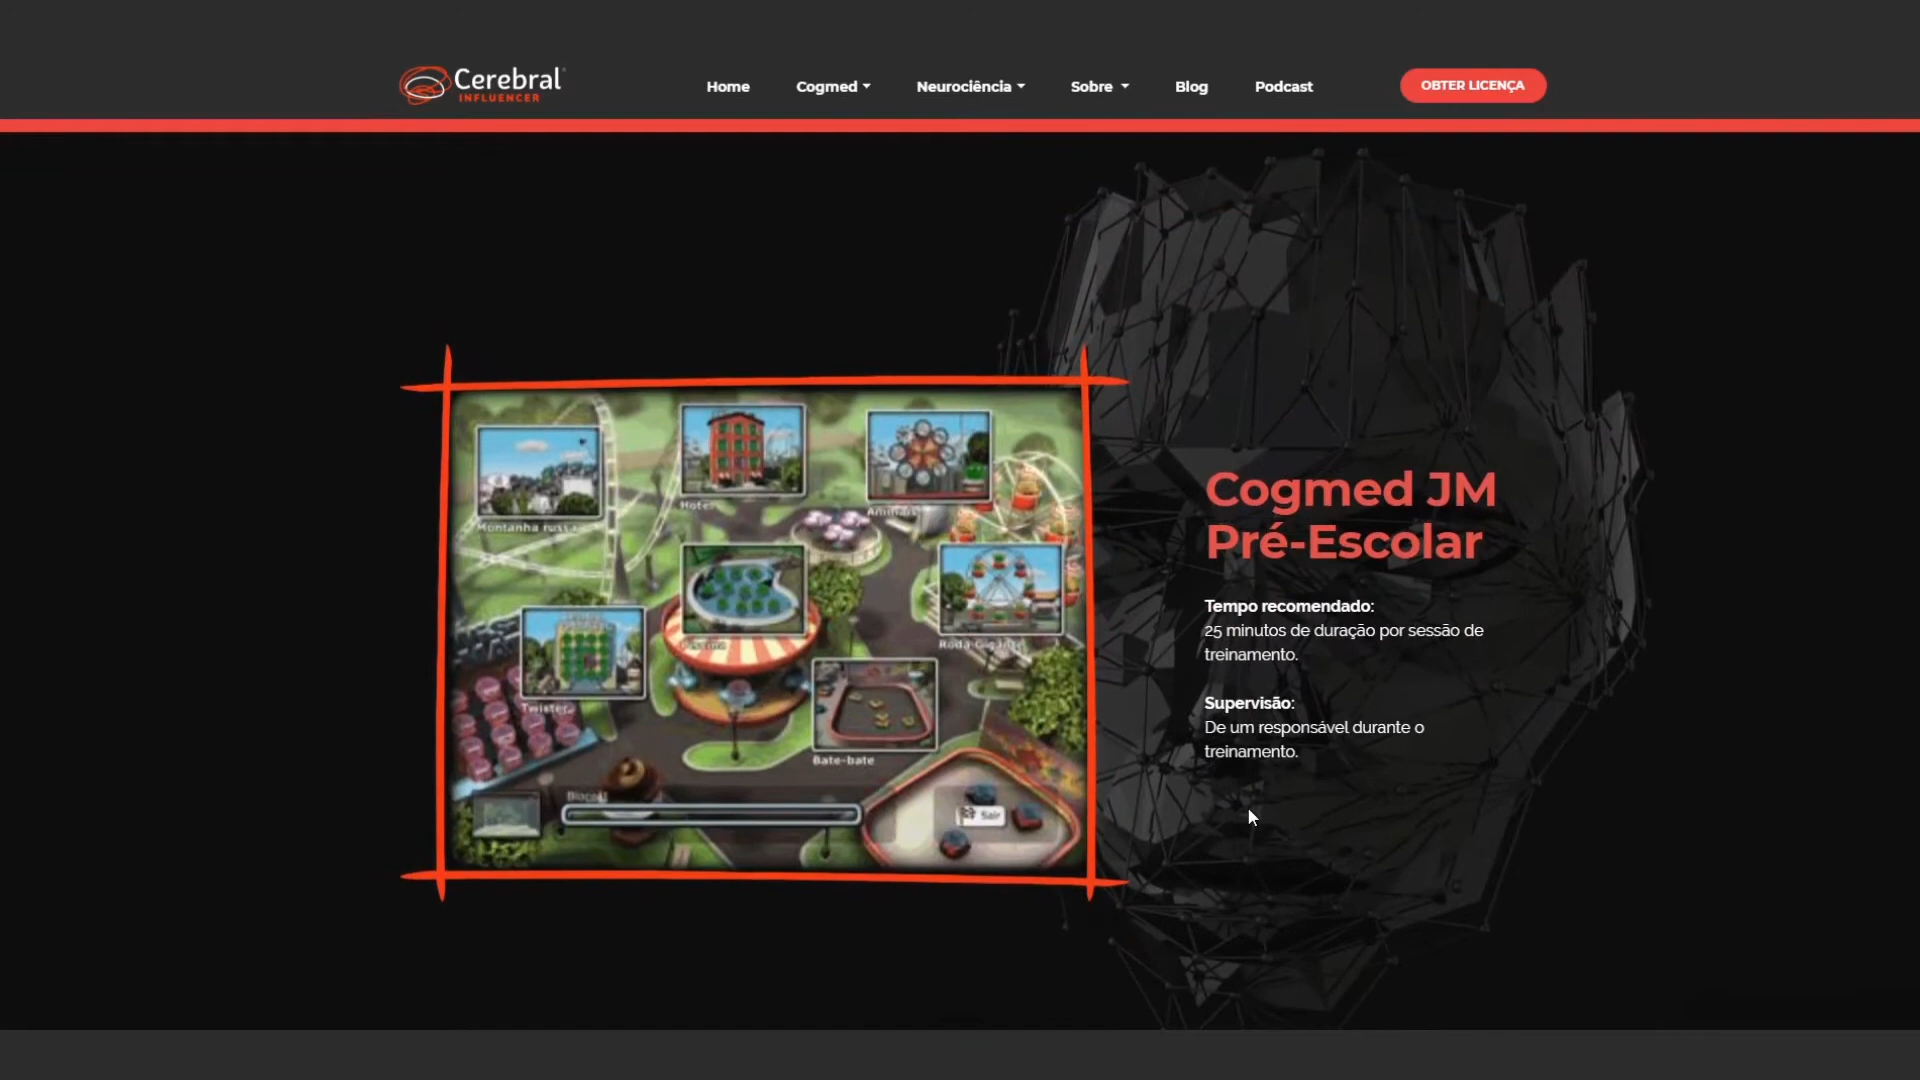 Cerebral
INFLUENCER
Home
Cogmed
Neurociência
Sobre
Blog
Podcast
OBTER LICENÇA
Montanha russa
Hotel
Animais
Piscina
Roda Gigante
Twister
Bate-bate
Sair
Cogmed JM
Pré-Escolar
Tempo recomendado:
25 minutos de duração por sessão de
treinamento.
Supervisão:
De um responsável durante o
treinamento.